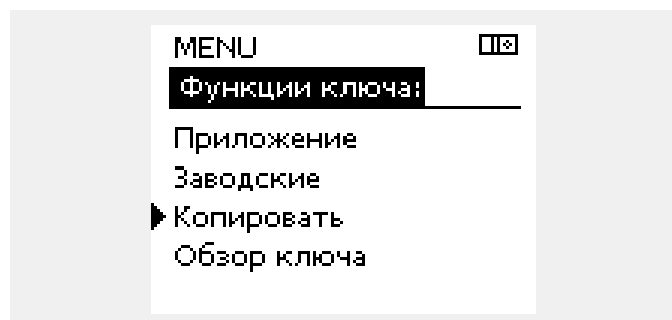 MENU
Функции ключа:
Приложение
Заводские
Копировать
Обзор ключа